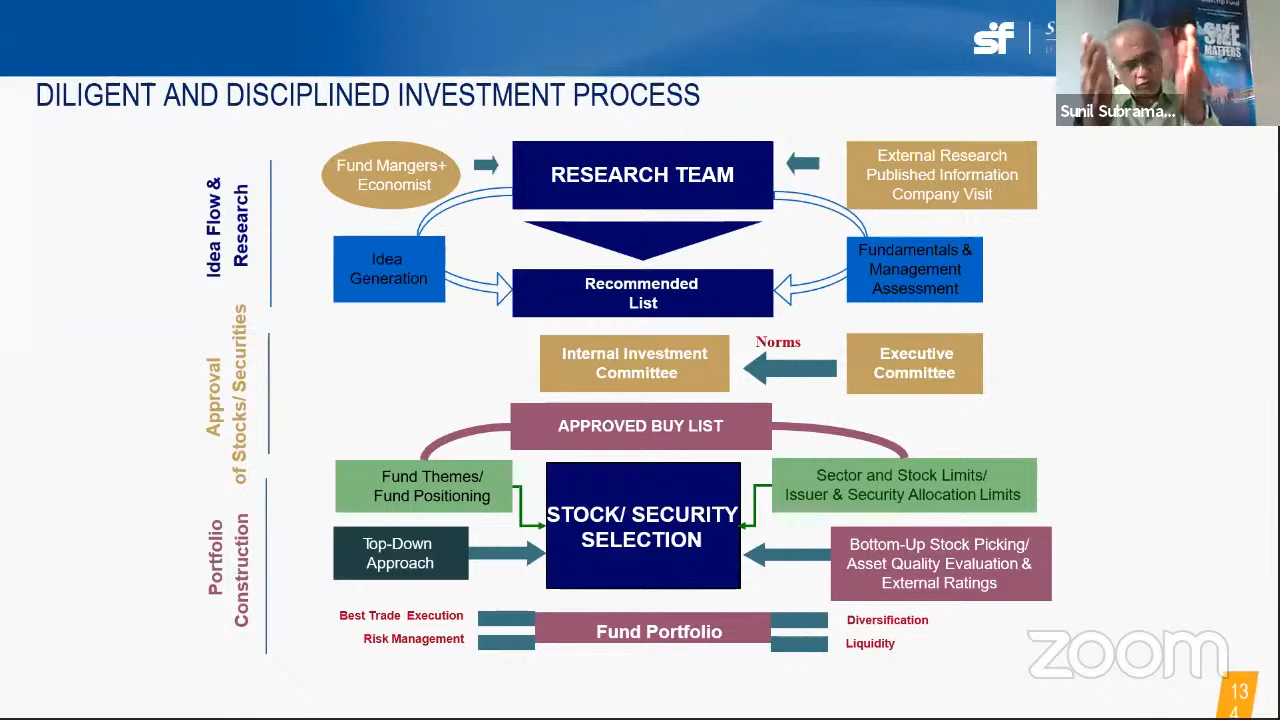 sf
SIZE
MATTERS
Sunil Subrama...
DILIGENT AND DISCIPLINED INVESTMENT PROCESS
Idea Flow &
Research
Fund Mangers+
Economist
RESEARCH TEAM
External Research
Published Information
Company Visit
Idea
Generation
Recommended
List
Fundamentals &
Management
Assessment
Approval
of Stocks/ Securities
Internal Investment
Committee
Norms
Executive
Committee
APPROVED BUY LIST
Portfolio
Construction
Fund Themes/
Fund Positioning
STOCK/ SECURITY
SELECTION
Sector and Stock Limits/
Issuer & Security Allocation Limits
Top-Down
Approach
Bottom-Up Stock Picking/
Asset Quality Evaluation &
External Ratings
Best Trade Execution
Risk Management
Fund Portfolio
Diversification
Liquidity
zoom
13
4